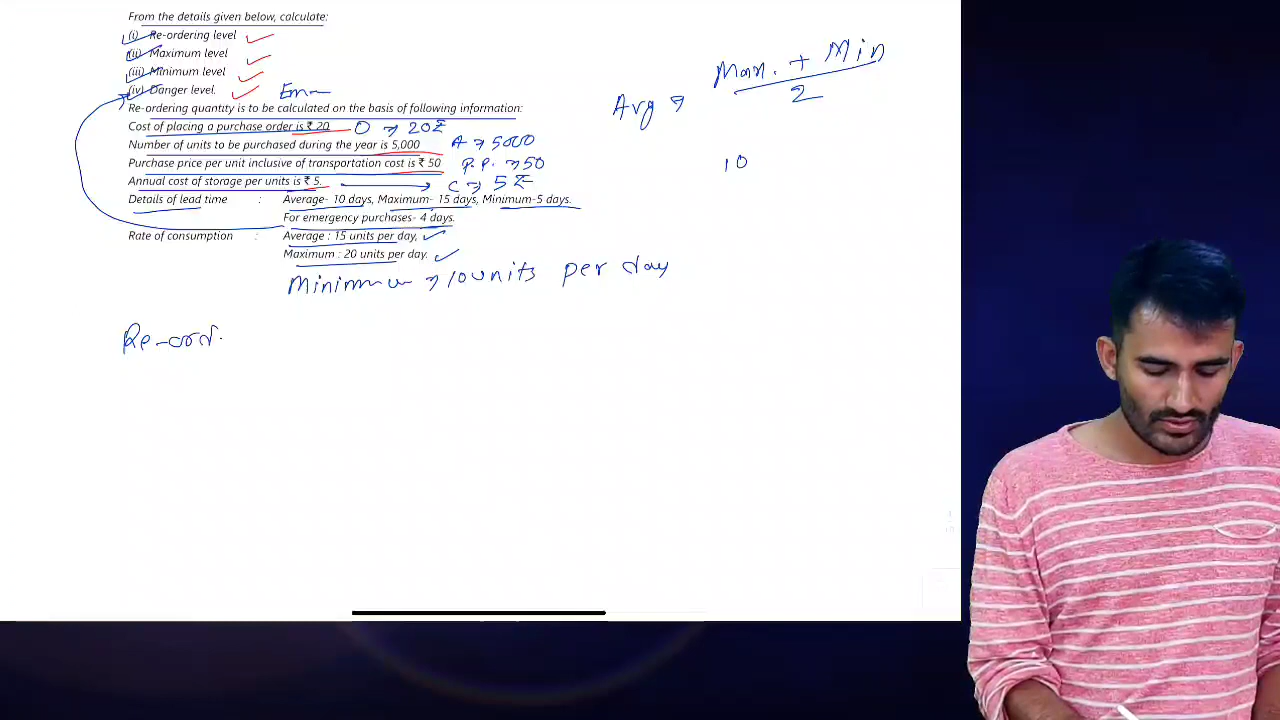 From the details given below, calculate:
(i) Re-ordering level
(ii) Maximum level
(iii) Minimum level
(iv) Danger level.
Re-ordering quantity is to be calculated on the basis of following information:
Cost of placing a purchase order is ₹ 20 O → 20₹
Number of units to be purchased during the year is 5,000 A → 5000
Purchase price per unit inclusive of transportation cost is ₹ 50 P.P. → 50
Annual cost of storage per units is ₹ 5. C → 5₹
Details of lead time : Average- 10 days, Maximum- 15 days, Minimum-5 days.
For emergency purchases- 4 days.
Rate of consumption : Average : 15 units per day,
Maximum : 20 units per day.
Minimum → 10 units per day
Re-ord
Avg → Max. + Min
2
10